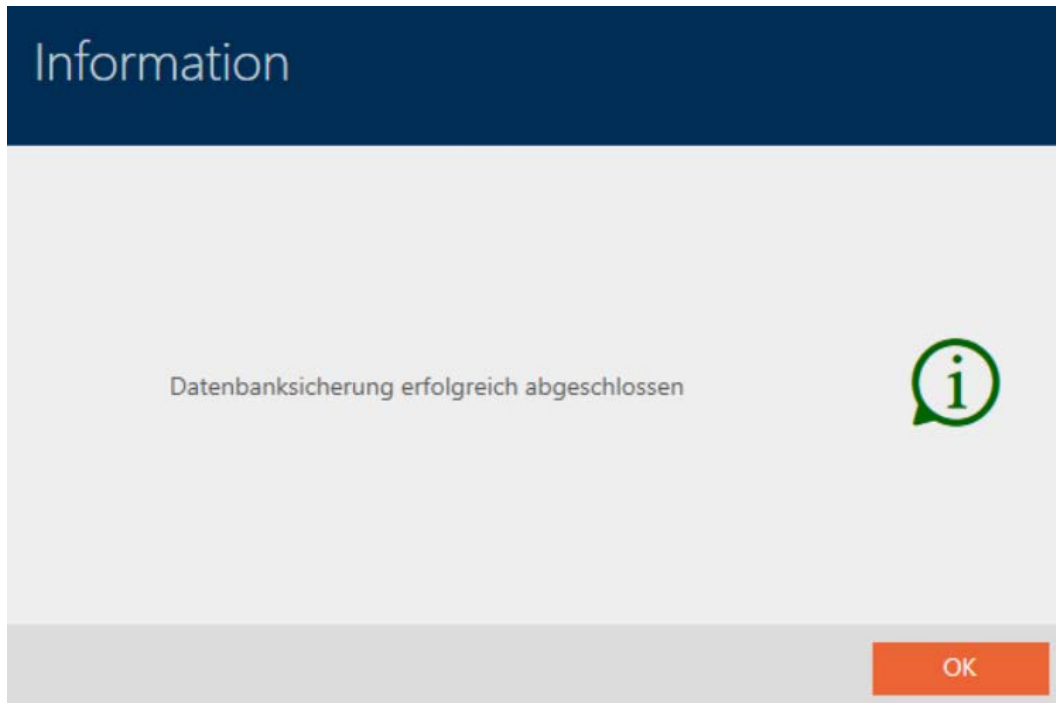 Information
Datenbanksicherung erfolgreich abgeschlossen
i
OK